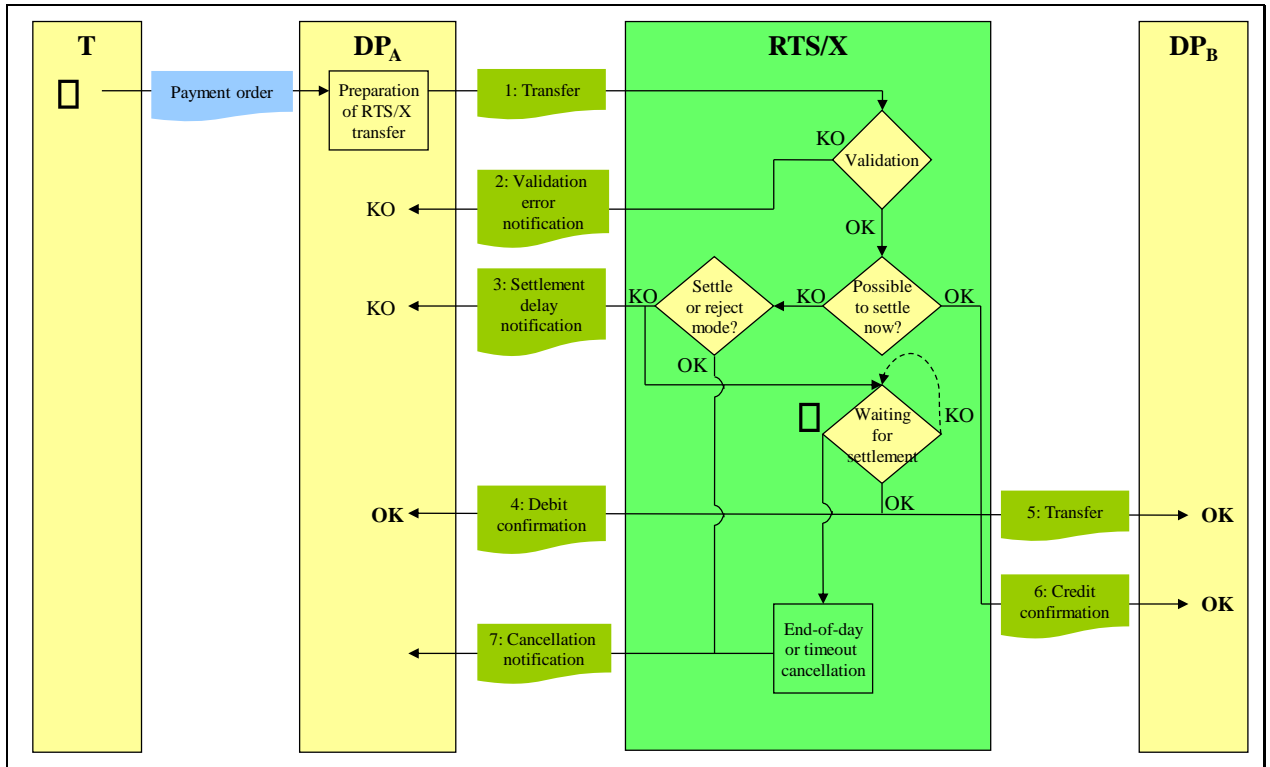 T
DPA
RTS/X
DPB
Payment order
Preparation
of RTS/X
transfer
1: Transfer
KO
Validation
2: Validation
error
notification
KO
OK
3: Settlement
delay
notification
KO
KO
Settle
or reject
mode?
KO
Possible
to settle
now?
OK
OK
Waiting
for
settlement
KO
OK
4: Debit
confirmation
OK
5: Transfer
OK
6: Credit
confirmation
OK
7: Cancellation
notification
End-of-day
or timeout
cancellation